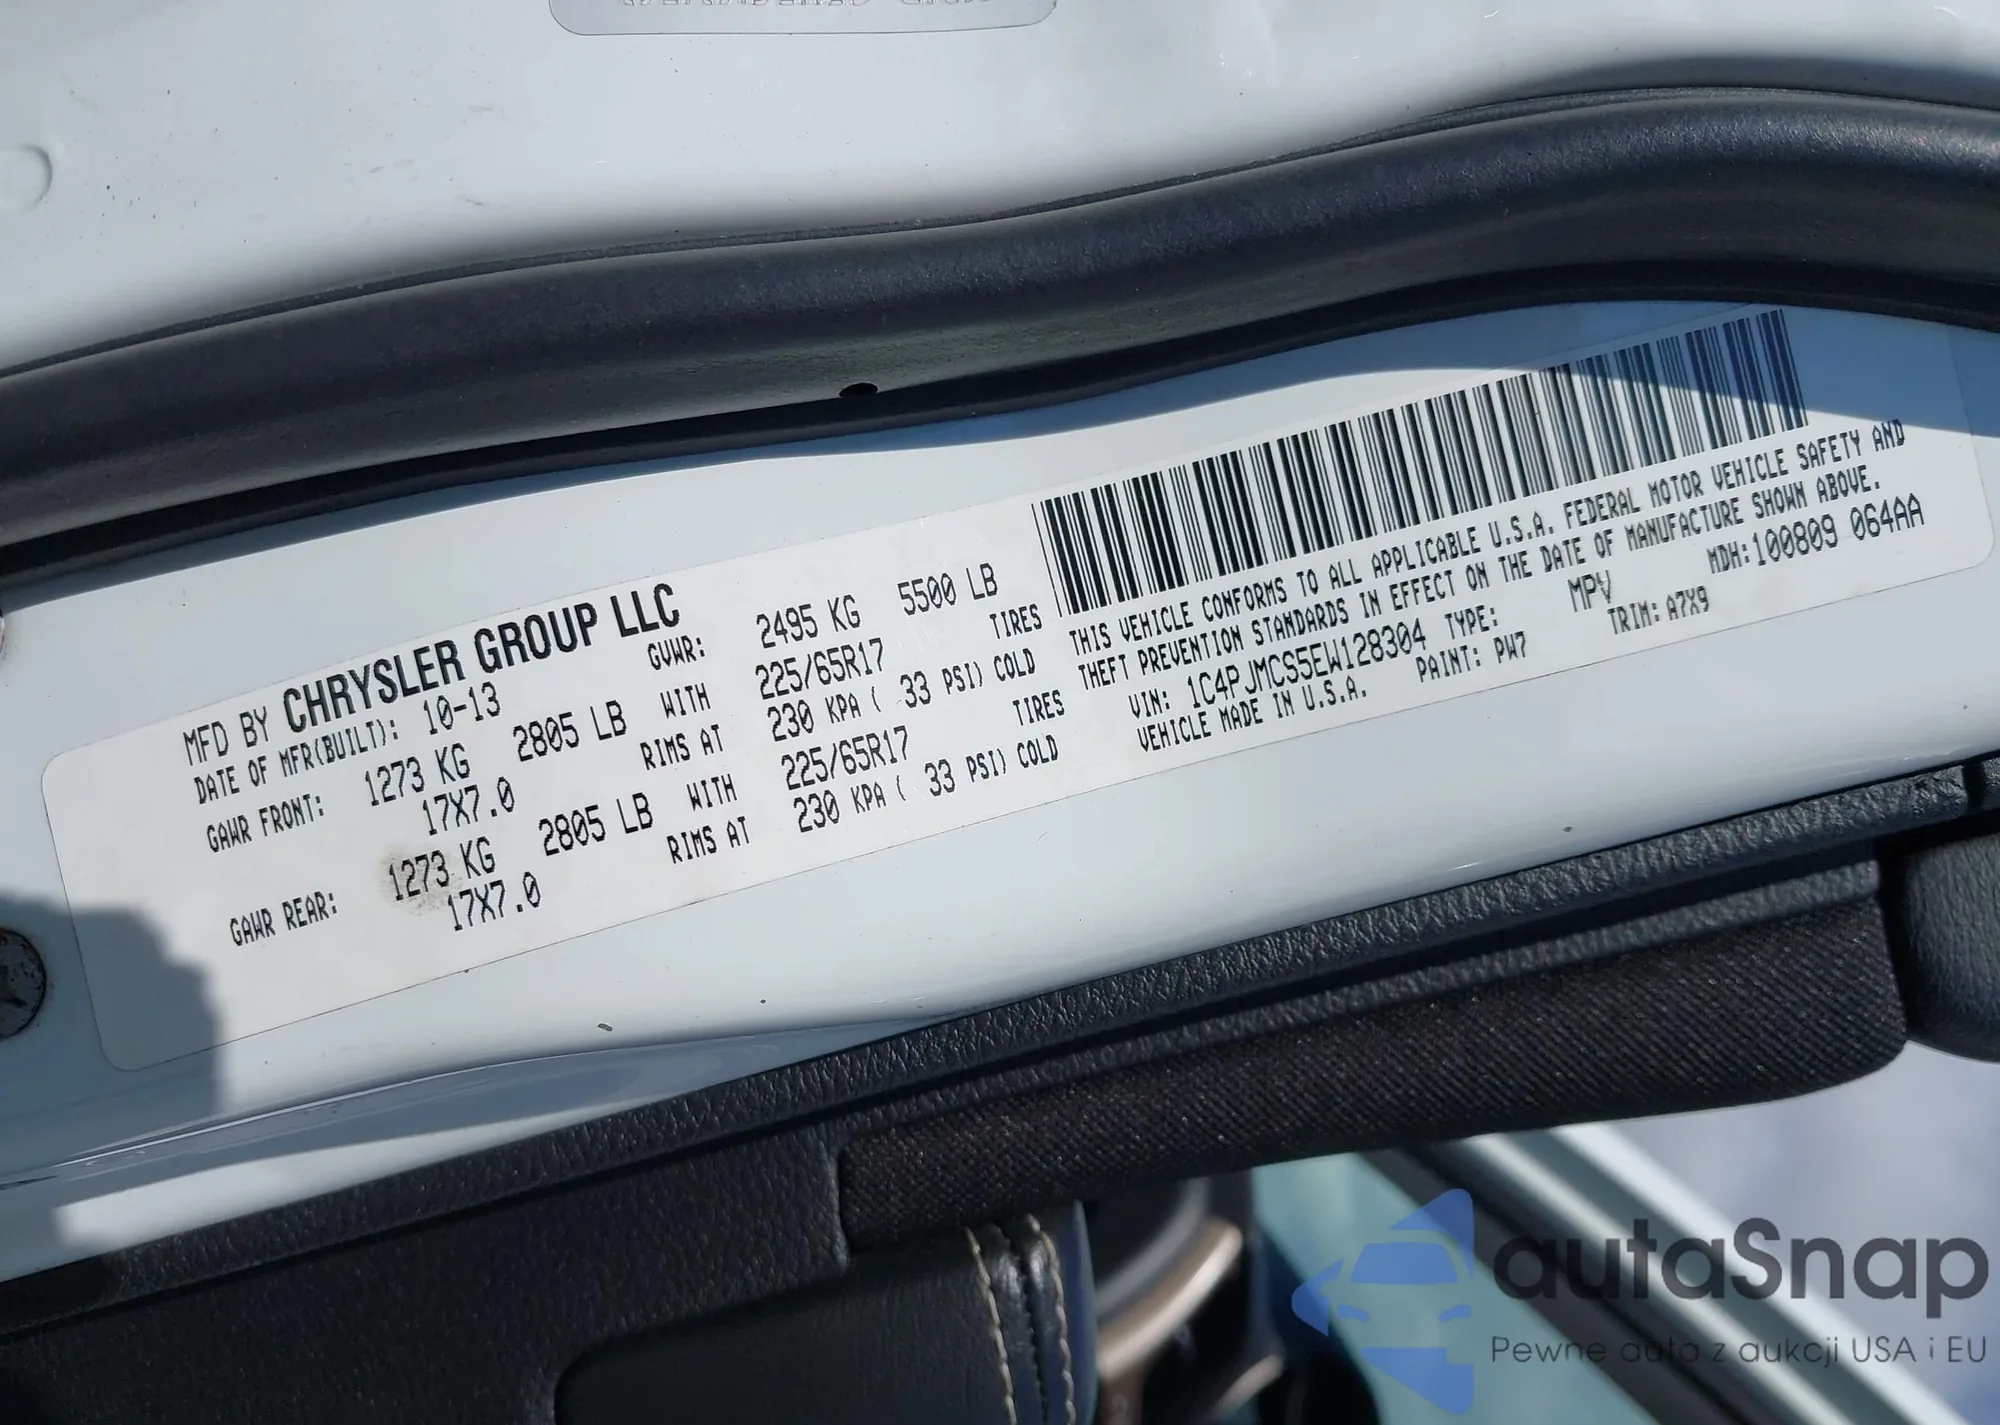 MFD BY CHRYSLER GROUP LLC
DATE OF MFR(BUILT): 10-13 GVWR: 2495 KG 5500 LB
GAWR FRONT: 1273 KG 2805 LB WITH 225/65R17 TIRES
17X7.0 RIMS AT 230 KPA ( 33 PSI) COLD
GAWR REAR: 1273 KG 2805 LB WITH 225/65R17 TIRES
17X7.0 RIMS AT 230 KPA ( 33 PSI) COLD
THIS VEHICLE CONFORMS TO ALL APPLICABLE U.S.A. FEDERAL MOTOR VEHICLE SAFETY AND
THEFT PREVENTION STANDARDS IN EFFECT ON THE DATE OF MANUFACTURE SHOWN ABOVE.
VIN: 1C4PJMCS5EW128304 TYPE: MPV MDH:100809 064AA
VEHICLE MADE IN U.S.A. PAINT: PW7 TRIM: A7X9
autaSnap
Pewne auto z aukcji USA i EU